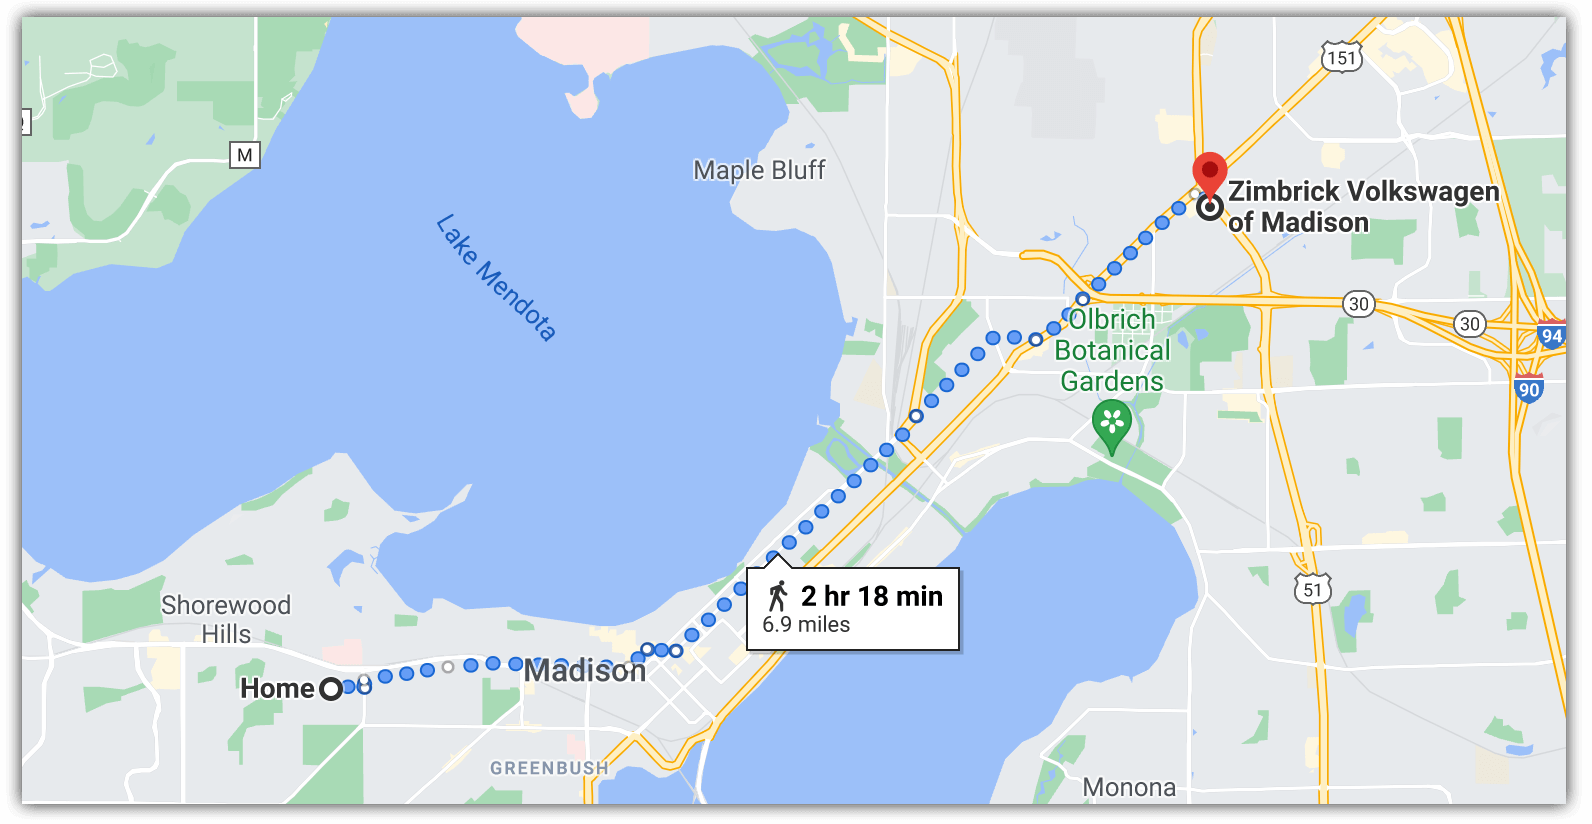 151
M
Maple Bluff
Zimbrick Volkswagen
of Madison
Lake Mendota
30
Olbrich
Botanical
Gardens
30
94
90
2 hr 18 min
6.9 miles
51
Shorewood
Hills
Madison
Home
GREENBUSH
Monona